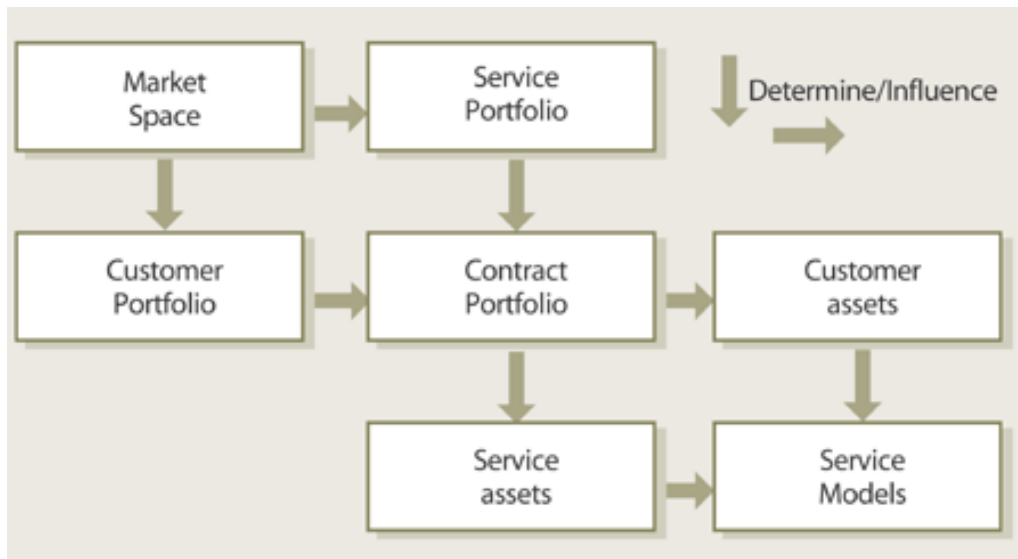 Market
Space
Service
Portfolio
Determine/Influence
Customer
Portfolio
Contract
Portfolio
Customer
assets
Service
assets
Service
Models